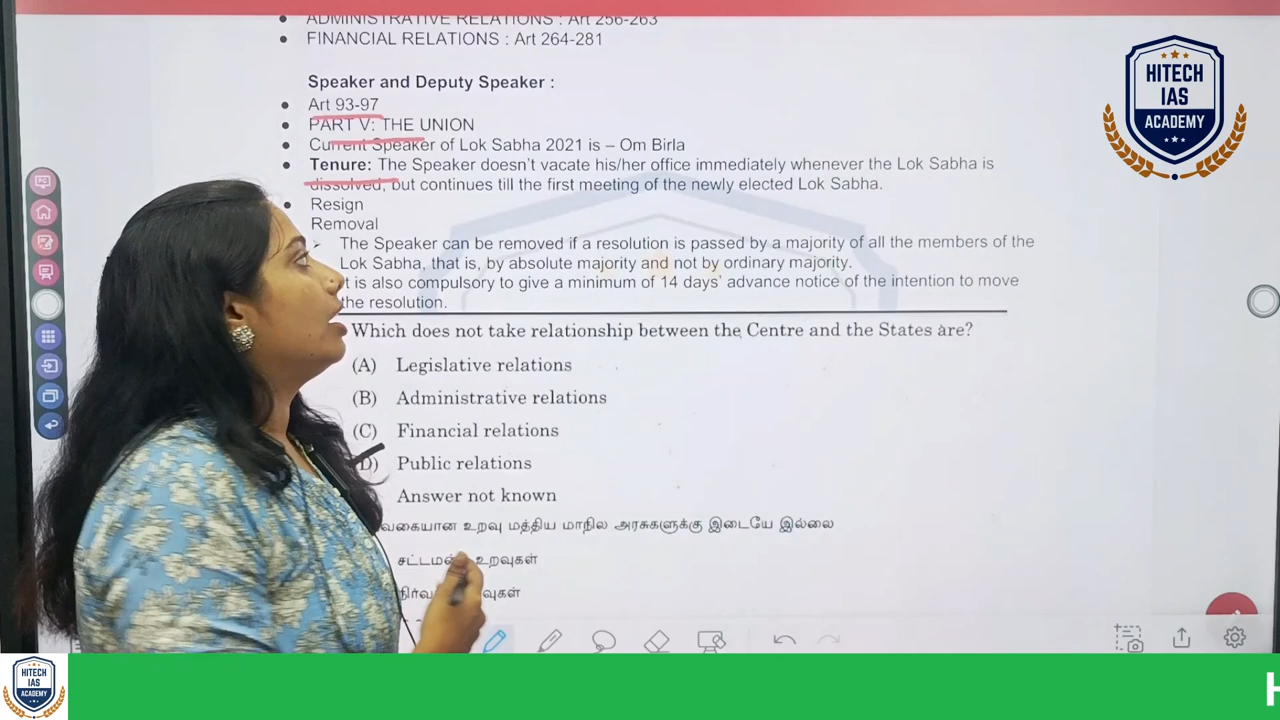 ADMINISTRATIVE RELATIONS : Art 256-263
FINANCIAL RELATIONS : Art 264-281
Speaker and Deputy Speaker :
Art 93-97
PART V: THE UNION
Current Speaker of Lok Sabha 2021 is – Om Birla
Tenure: The Speaker doesn't vacate his/her office immediately whenever the Lok Sabha is
dissolved, but continues till the first meeting of the newly elected Lok Sabha.
Resign
Removal
The Speaker can be removed if a resolution is passed by a majority of all the members of the
Lok Sabha, that is, by absolute majority and not by ordinary majority.
t is also compulsory to give a minimum of 14 days' advance notice of the intention to move
the resolution.
Which does not take relationship between the Centre and the States are?
(A) Legislative relations
(B) Administrative relations
(C) Financial relations
(D) Public relations
Answer not known
வகையான உறவு மத்திய மாநில அரசுகளுக்கு இடையே இல்லை
உறவுகள்
HITECH
IAS
ACADEMY
HITECH
IAS
ACADEMY
H